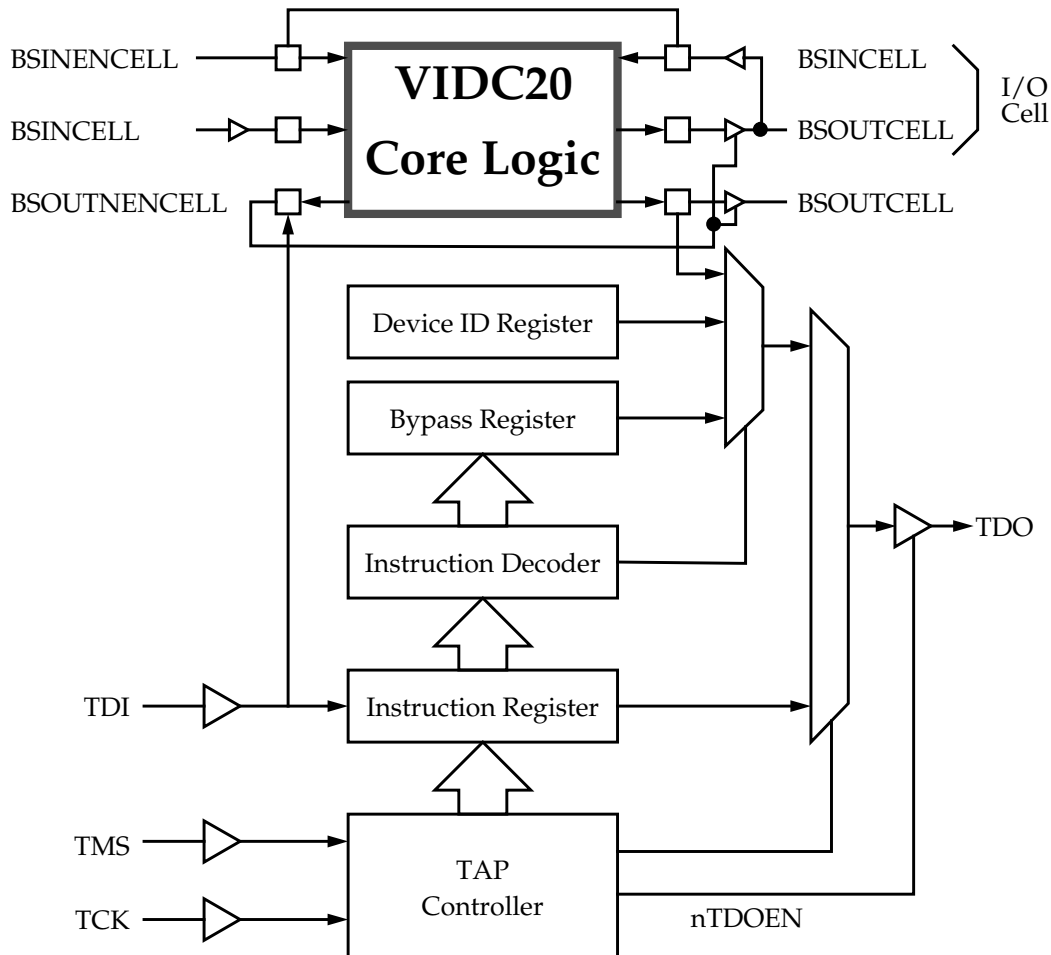 BSINENCELL
BSINCELL
BSOUTNENCELL
VIDC20
Core Logic
BSINCELL
BSOUTCELL
BSOUTCELL
I/O
Cell
Device ID Register
Bypass Register
Instruction Decoder
TDO
TDI
Instruction Register
TMS
TCK
TAP
Controller
nTDOEN